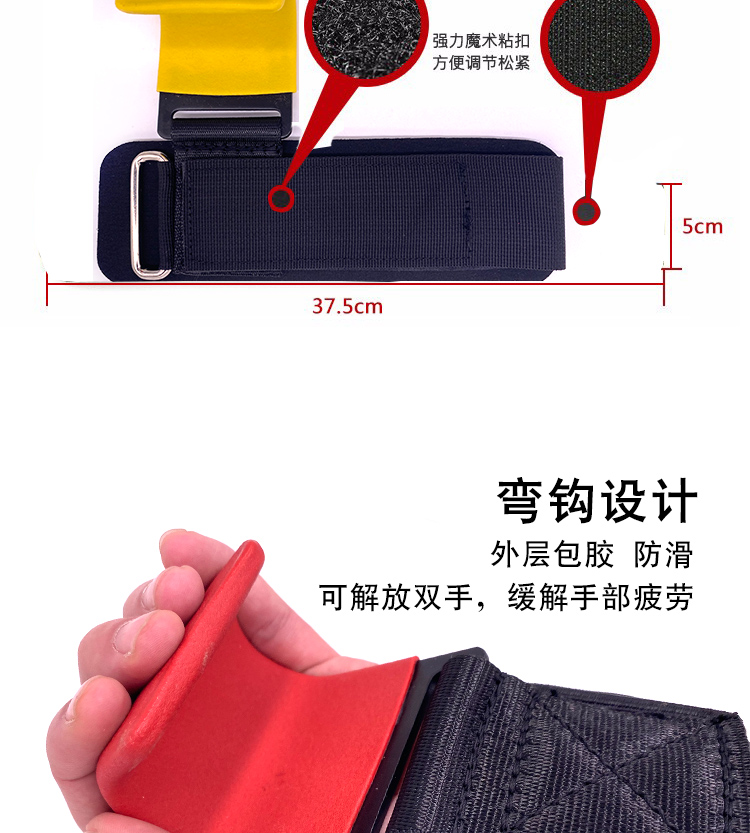 强力魔术粘扣
方便调节松紧
5cm
37.5cm
弯钩设计
外层包胶 防滑
可解放双手，缓解手部疲劳